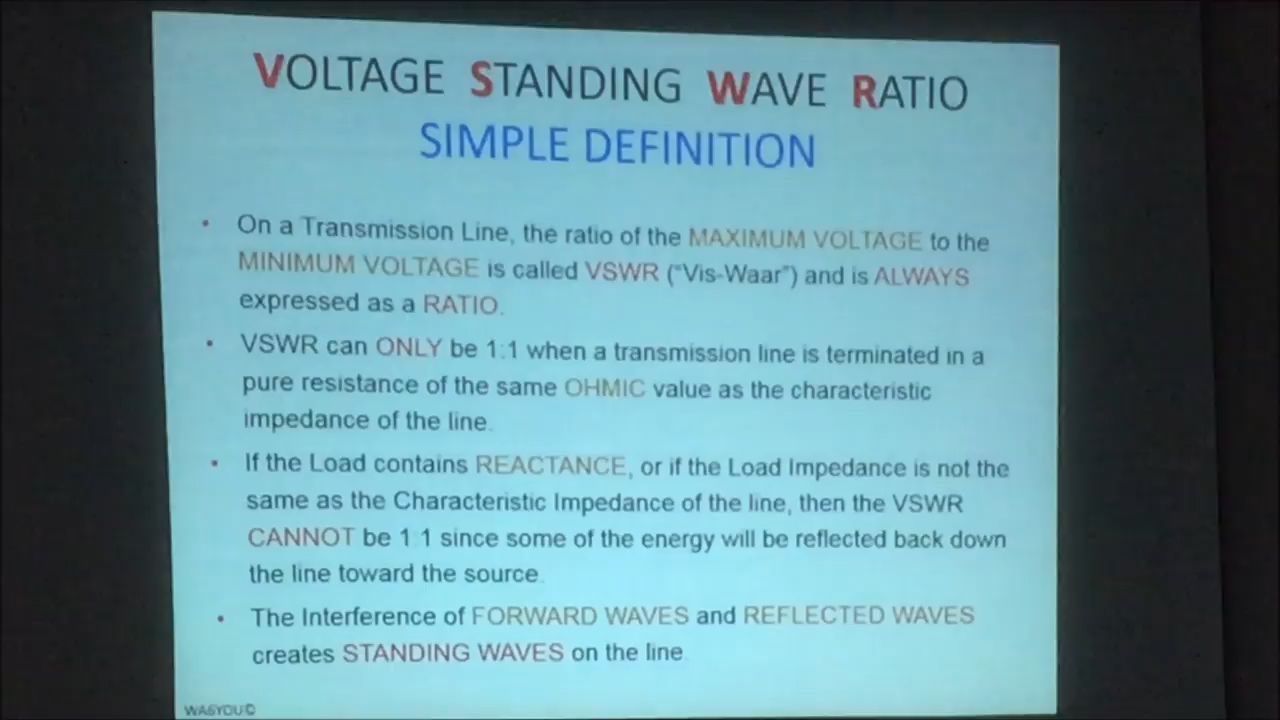 VOLTAGE STANDING WAVE RATIO
SIMPLE DEFINITION
• On a Transmission Line, the ratio of the MAXIMUM VOLTAGE to the
MINIMUM VOLTAGE is called VSWR ("Vis-Waar") and is ALWAYS
expressed as a RATIO.
• VSWR can ONLY be 1:1 when a transmission line is terminated in a
pure resistance of the same OHMIC value as the characteristic
impedance of the line.
• If the Load contains REACTANCE, or if the Load Impedance is not the
same as the Characteristic Impedance of the line, then the VSWR
CANNOT be 1:1 since some of the energy will be reflected back down
the line toward the source.
• The Interference of FORWARD WAVES and REFLECTED WAVES
creates STANDING WAVES on the line.
WA6YOU©